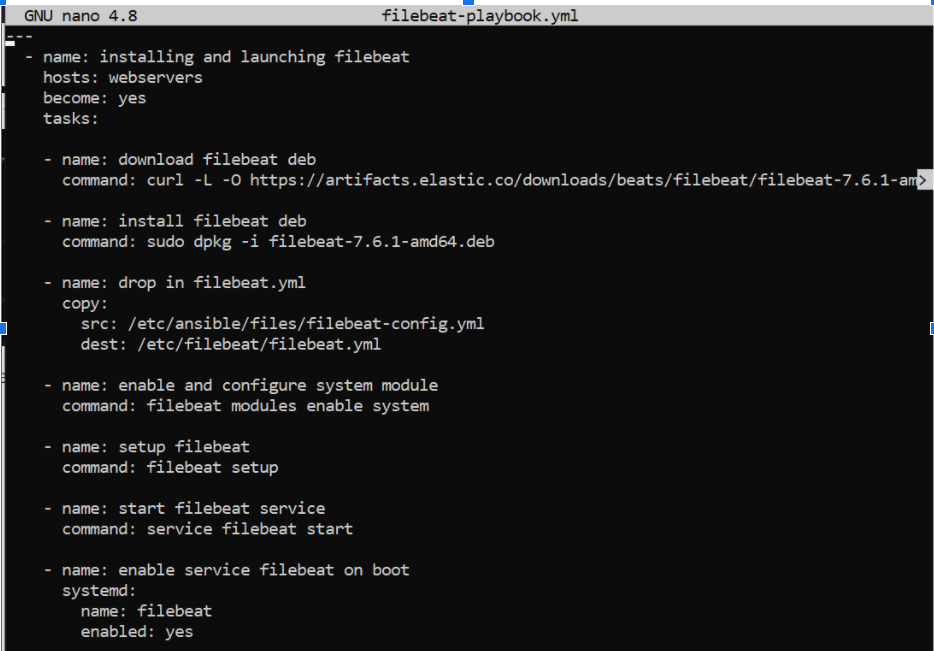 GNU nano 4.8 filebeat-playbook.yml
---
  - name: installing and launching filebeat
    hosts: webservers
    become: yes
    tasks:

    - name: download filebeat deb
      command: curl -L -O https://artifacts.elastic.co/downloads/beats/filebeat/filebeat-7.6.1-am>

    - name: install filebeat deb
      command: sudo dpkg -i filebeat-7.6.1-amd64.deb

    - name: drop in filebeat.yml
      copy:
        src: /etc/ansible/files/filebeat-config.yml
        dest: /etc/filebeat/filebeat.yml

    - name: enable and configure system module
      command: filebeat modules enable system

    - name: setup filebeat
      command: filebeat setup

    - name: start filebeat service
      command: service filebeat start

    - name: enable service filebeat on boot
      systemd:
        name: filebeat
        enabled: yes